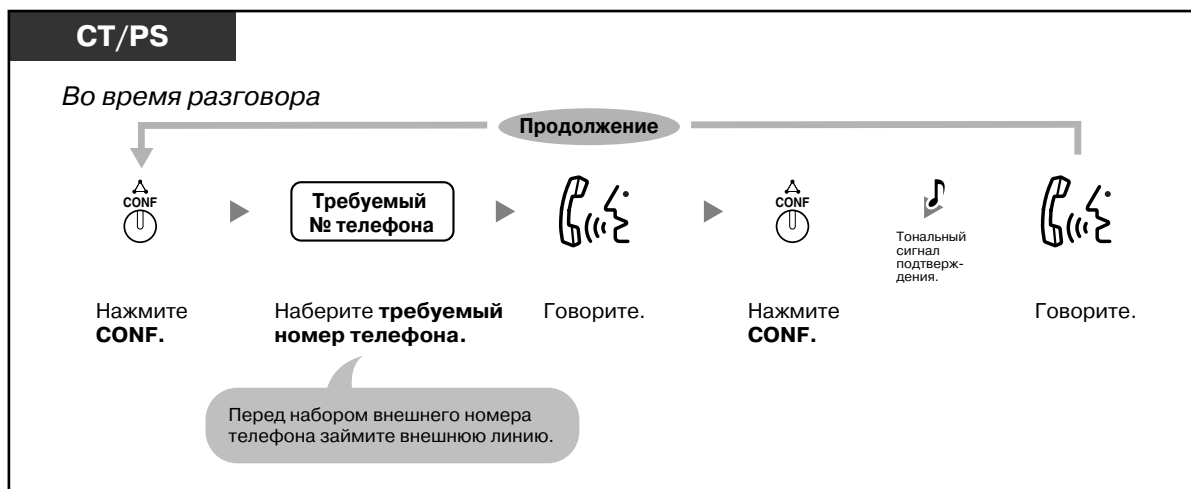 CT/PS
Во время разговора
Продолжение
CONF
Требуемый
№ телефона
CONF
Тональный
сигнал
подтверж-
дения.
Нажмите
CONF.
Наберите требуемый
номер телефона.
Говорите.
Нажмите
CONF.
Говорите.
Перед набором внешнего номера
телефона займите внешнюю линию.